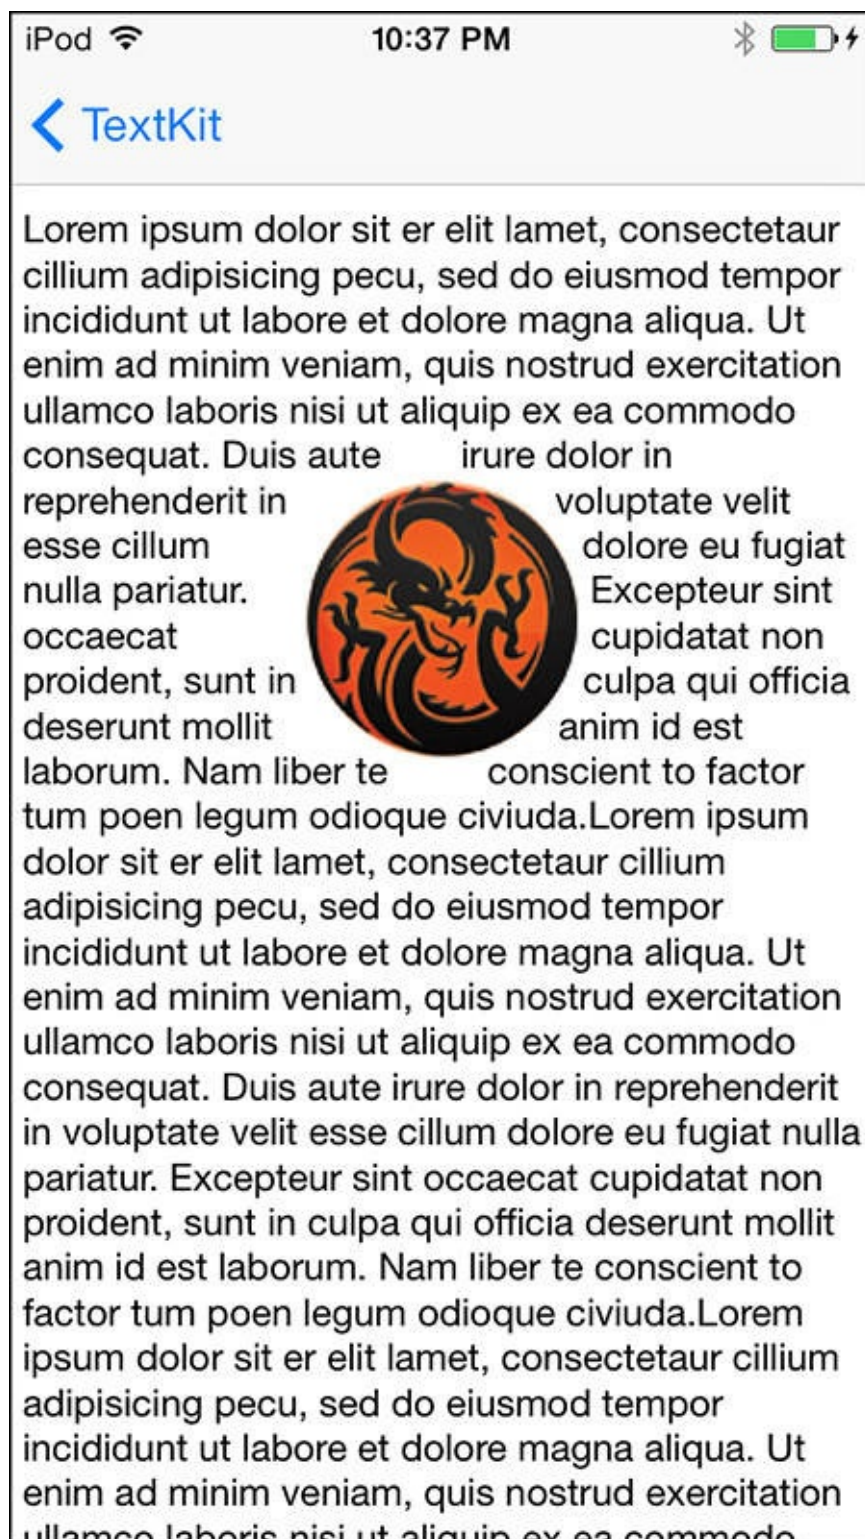 iPod 10:37 PM
TextKit
Lorem ipsum dolor sit er elit lamet, consectetaur
cillium adipisicing pecu, sed do eiusmod tempor
incididunt ut labore et dolore magna aliqua. Ut
enim ad minim veniam, quis nostrud exercitation
ullamco laboris nisi ut aliquip ex ea commodo
consequat. Duis aute irure dolor in
reprehenderit in voluptate velit
esse cillum dolore eu fugiat
nulla pariatur. Excepteur sint
occaecat cupidatat non
proident, sunt in culpa qui officia
deserunt mollit anim id est
laborum. Nam liber te conscient to factor
tum poen legum odioque civiuda.Lorem ipsum
dolor sit er elit lamet, consectetaur cillium
adipisicing pecu, sed do eiusmod tempor
incididunt ut labore et dolore magna aliqua. Ut
enim ad minim veniam, quis nostrud exercitation
ullamco laboris nisi ut aliquip ex ea commodo
consequat. Duis aute irure dolor in reprehenderit
in voluptate velit esse cillum dolore eu fugiat nulla
pariatur. Excepteur sint occaecat cupidatat non
proident, sunt in culpa qui officia deserunt mollit
anim id est laborum. Nam liber te conscient to
factor tum poen legum odioque civiuda.Lorem
ipsum dolor sit er elit lamet, consectetaur cillium
adipisicing pecu, sed do eiusmod tempor
incididunt ut labore et dolore magna aliqua. Ut
enim ad minim veniam, quis nostrud exercitation
ullamco laboris nisi ut aliquip ex ea commodo